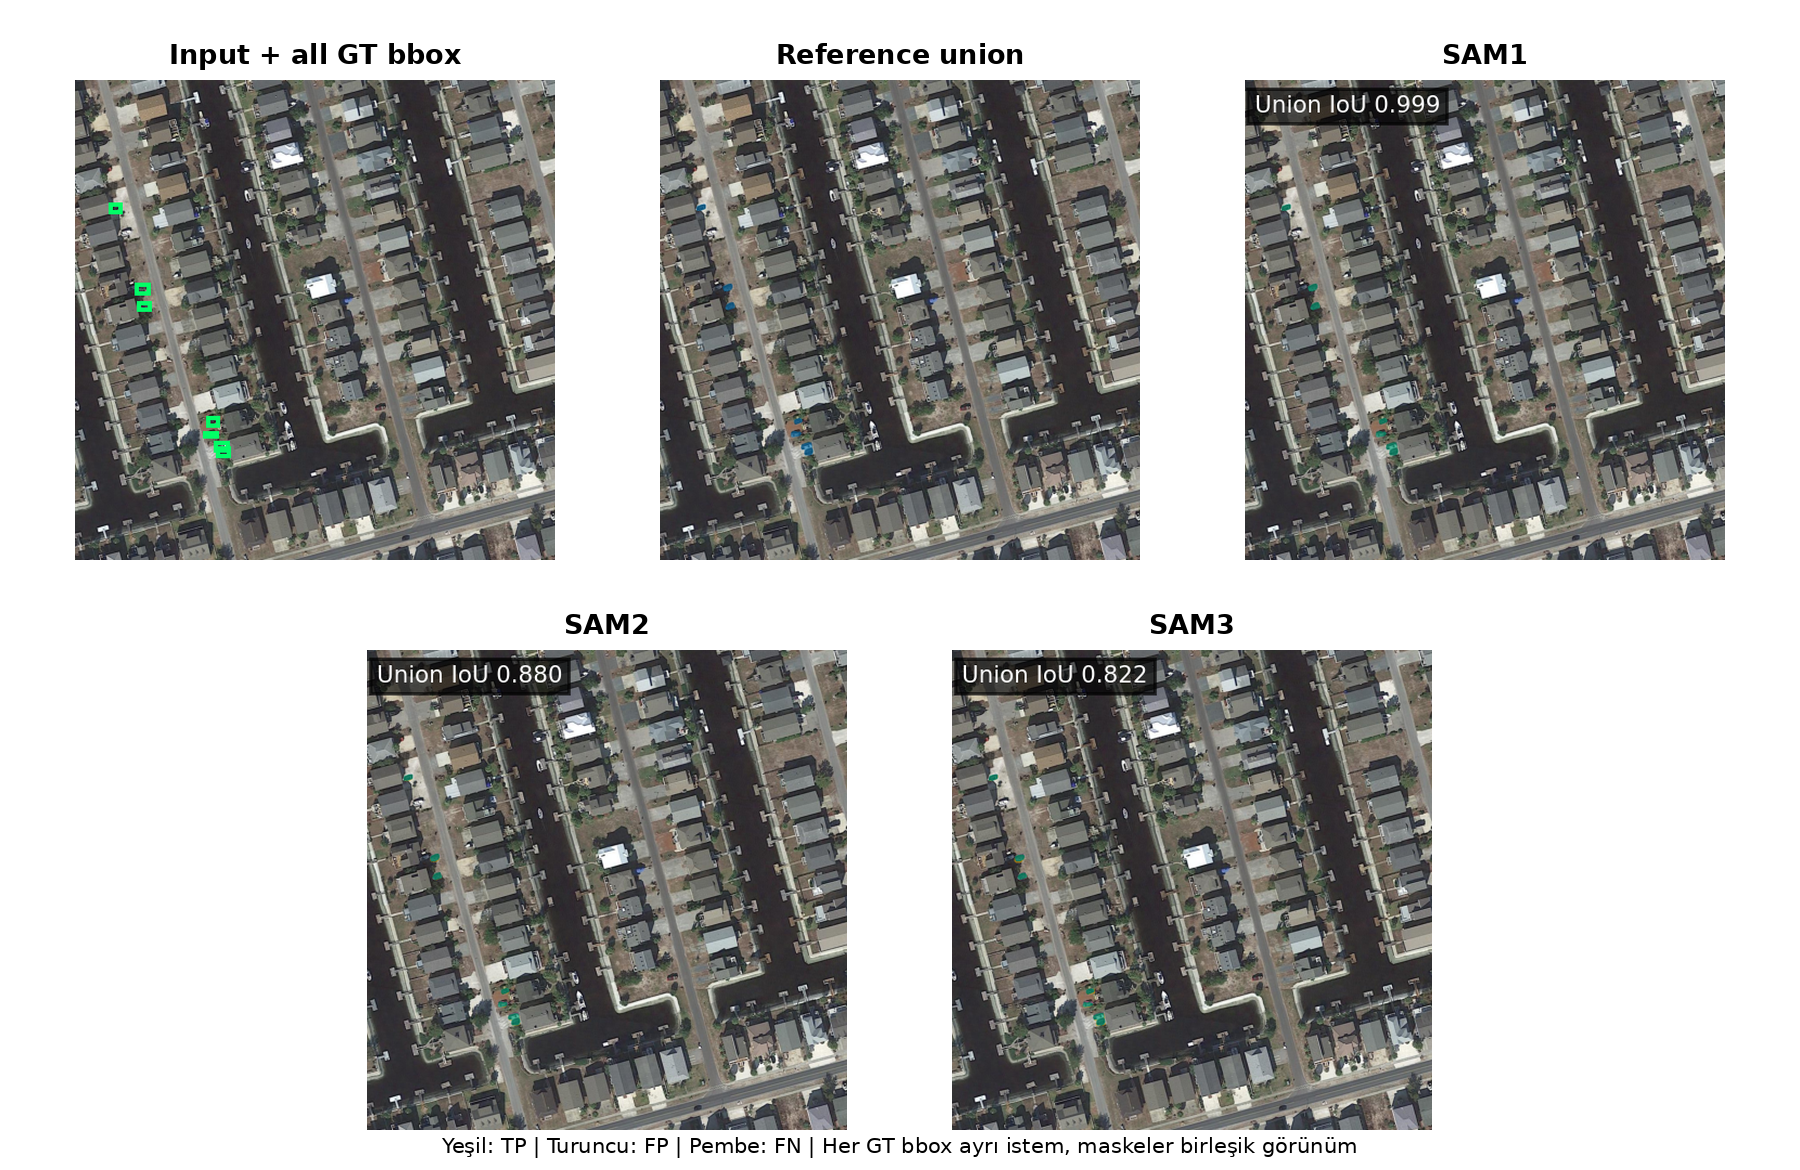 Input + all GT bbox
Reference union
SAM1
Union IoU 0.999
SAM2
SAM3
Union IoU 0.880
Union IoU 0.822
Yeşil: TP | Turuncu: FP | Pembe: FN | Her GT bbox ayrı istem, maskeler birleşik görünüm